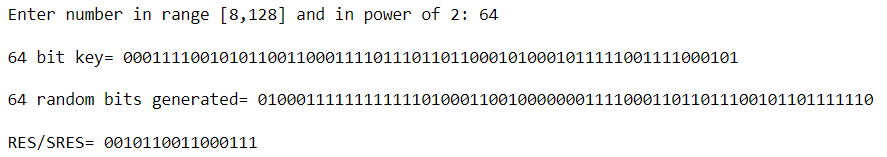 Enter number in range [8,128] and in power of 2: 64
64 bit key= 0001111001010110011000111101110110110001010001011111001111000101
64 random bits generated= 0100011111111111101000110010000000111100011011011100101101111110
RES/SRES= 0010110011000111